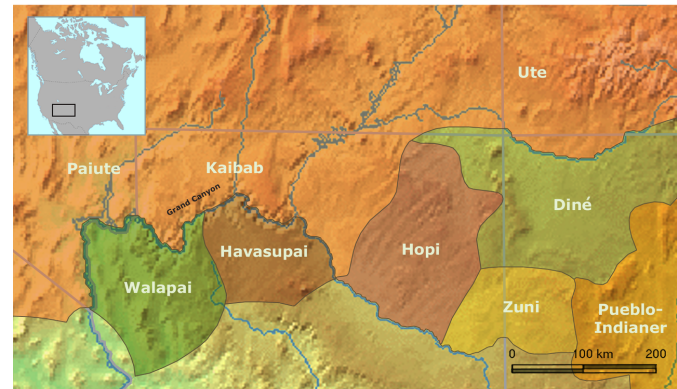 Ute
Paiute
Kaibab
Grand Canyon
Diné
Havasupai
Hopi
Walapai
Zuni
Pueblo-
Indianer
0 100 km 200